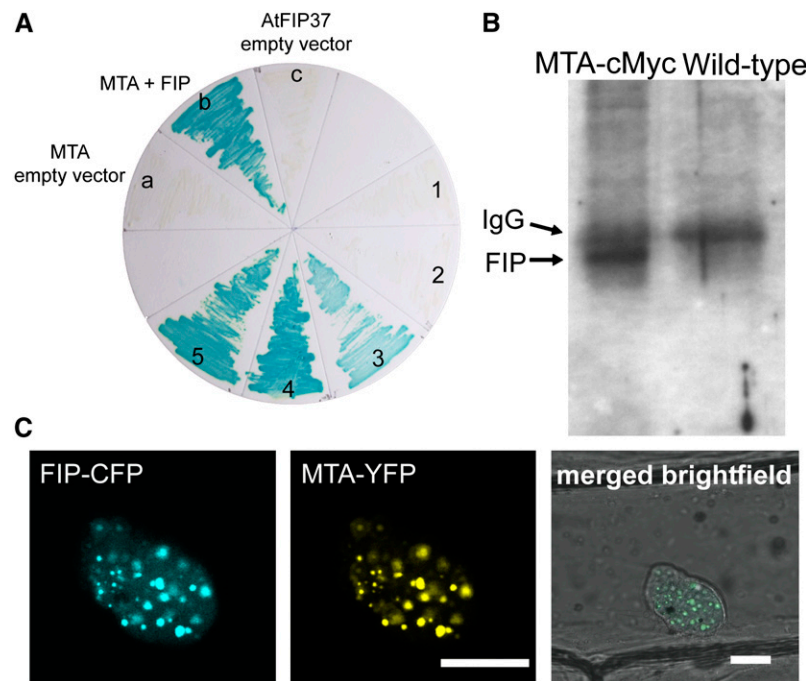 A
AtFIP37
empty vector
MTA + FIP
MTA
empty vector
a
b
c
1
2
3
4
5
B
MTA-cMyc Wild-type
IgG
FIP
C
FIP-CFP
MTA-YFP
merged brightfield